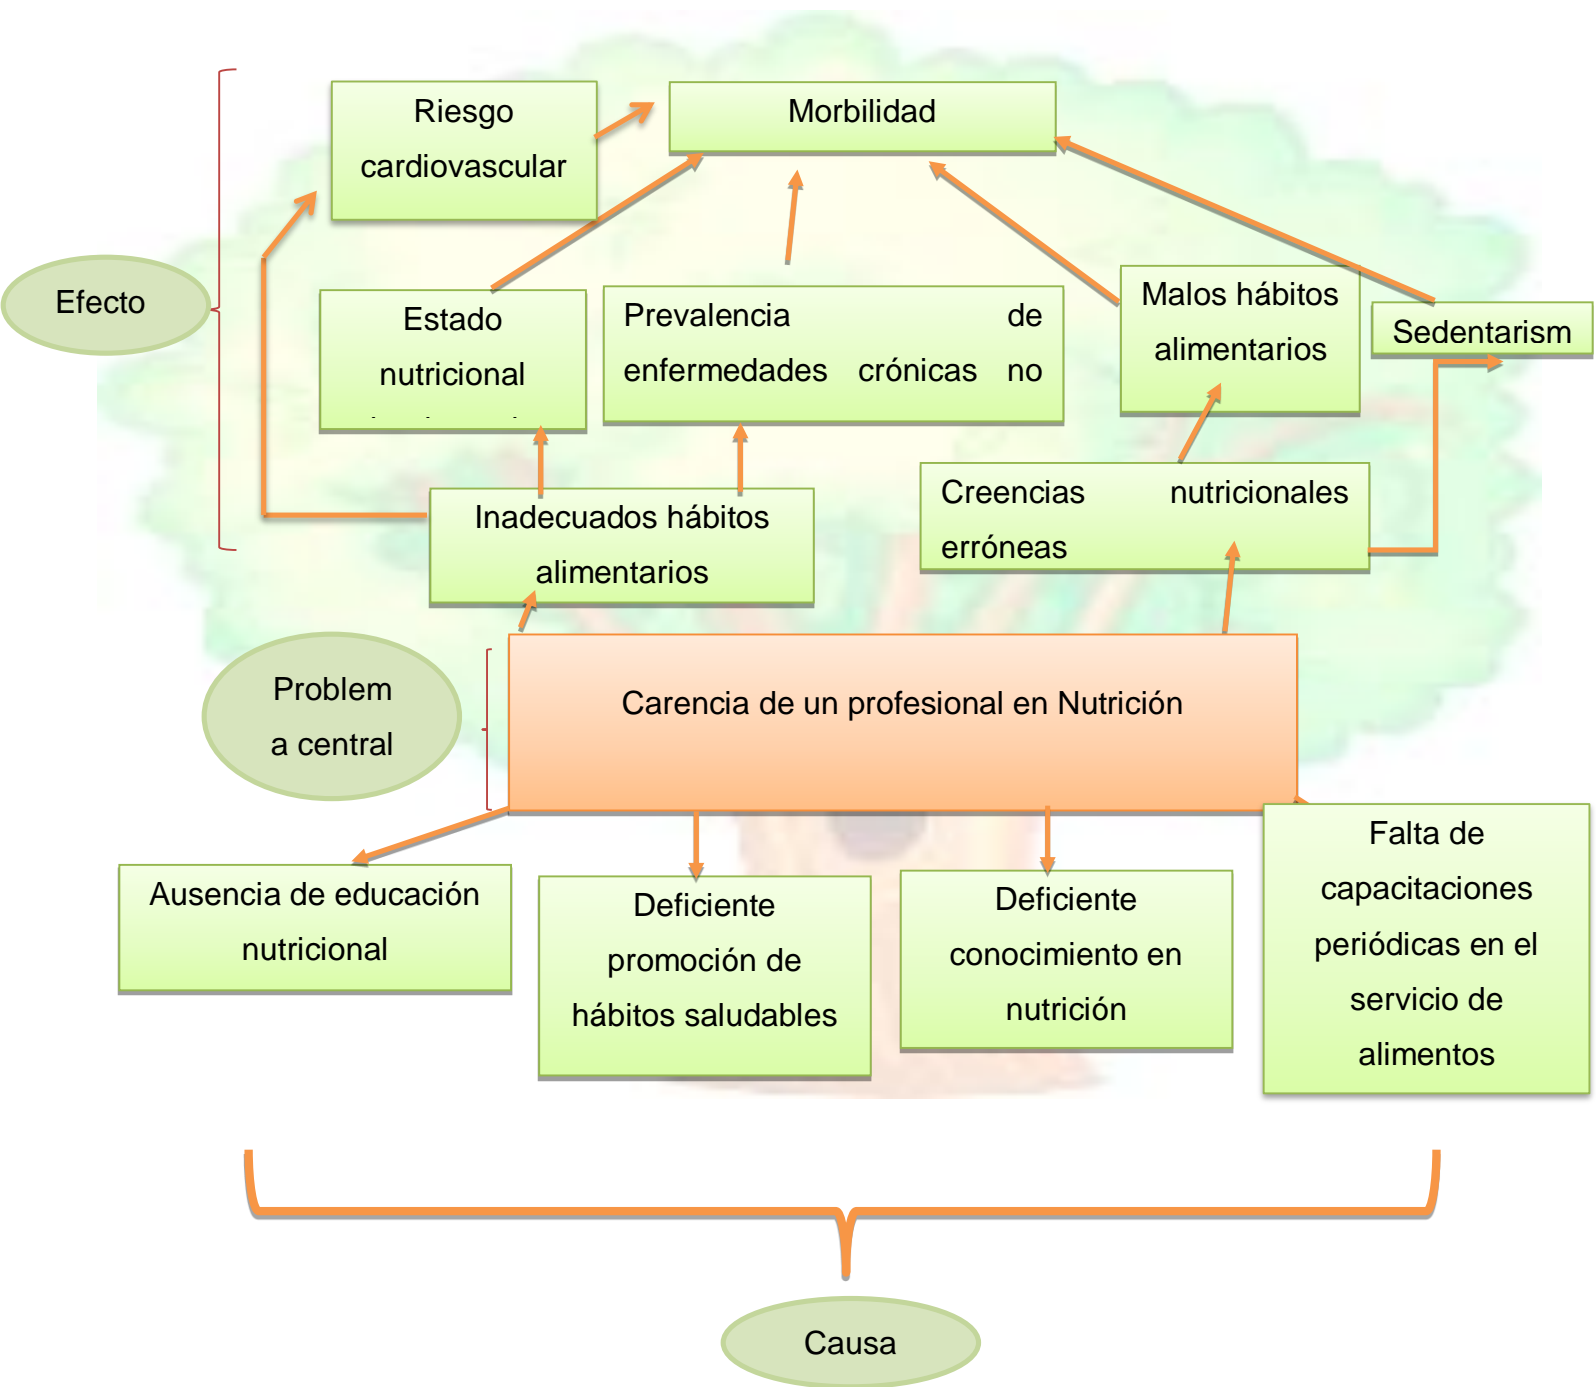 Riesgo
cardiovascular
Morbilidad
Efecto
Estado
nutricional
Prevalencia de
enfermedades crónicas no
Malos hábitos
alimentarios
Sedentarism
Inadecuados hábitos
alimentarios
Creencias nutricionales
erróneas
Problem
a central
Carencia de un profesional en Nutrición
Ausencia de educación
nutricional
Deficiente
promoción de
hábitos saludables
Deficiente
conocimiento en
nutrición
Falta de
capacitaciones
periódicas en el
servicio de
alimentos
Causa